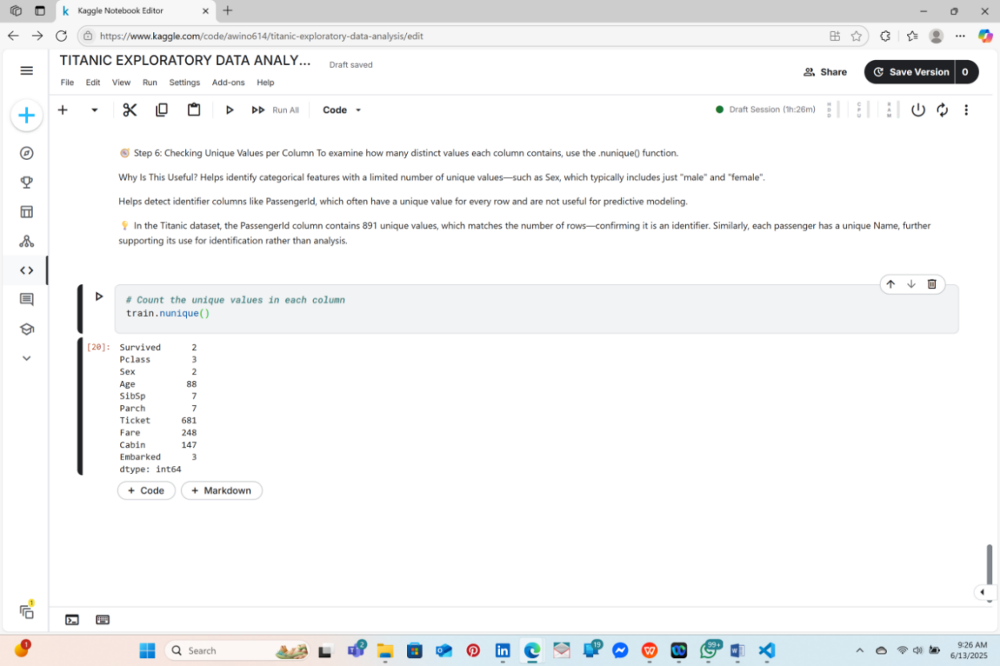 Kaggle Notebook Editor
https://www.kaggle.com/code/awino614/titanic-exploratory-data-analysis/edit
TITANIC EXPLORATORY DATA ANALY...
Draft saved
Share
Save Version
0
File Edit View Run Settings Add-ons Help
Run All
Code
Draft Session (1h:26m)
HDD
CPU
RAM
Step 6: Checking Unique Values per Column To examine how many distinct values each column contains, use the .nunique() function.
Why Is This Useful? Helps identify categorical features with a limited number of unique values—such as Sex, which typically includes just "male" and "female".
Helps detect identifier columns like PassengerId, which often have a unique value for every row and are not useful for predictive modeling.
In the Titanic dataset, the PassengerId column contains 891 unique values, which matches the number of rows—confirming it is an identifier. Similarly, each passenger has a unique Name, further
supporting its use for identification rather than analysis.
# Count the unique values in each column
train.nunique()
[20]: Survived 2
Pclass 3
Sex 2
Age 88
SibSp 7
Parch 7
Ticket 681
Fare 248
Cabin 147
Embarked 3
dtype: int64
+ Code + Markdown
1
1
Search
2
19
99+
9:26 AM
6/13/2025